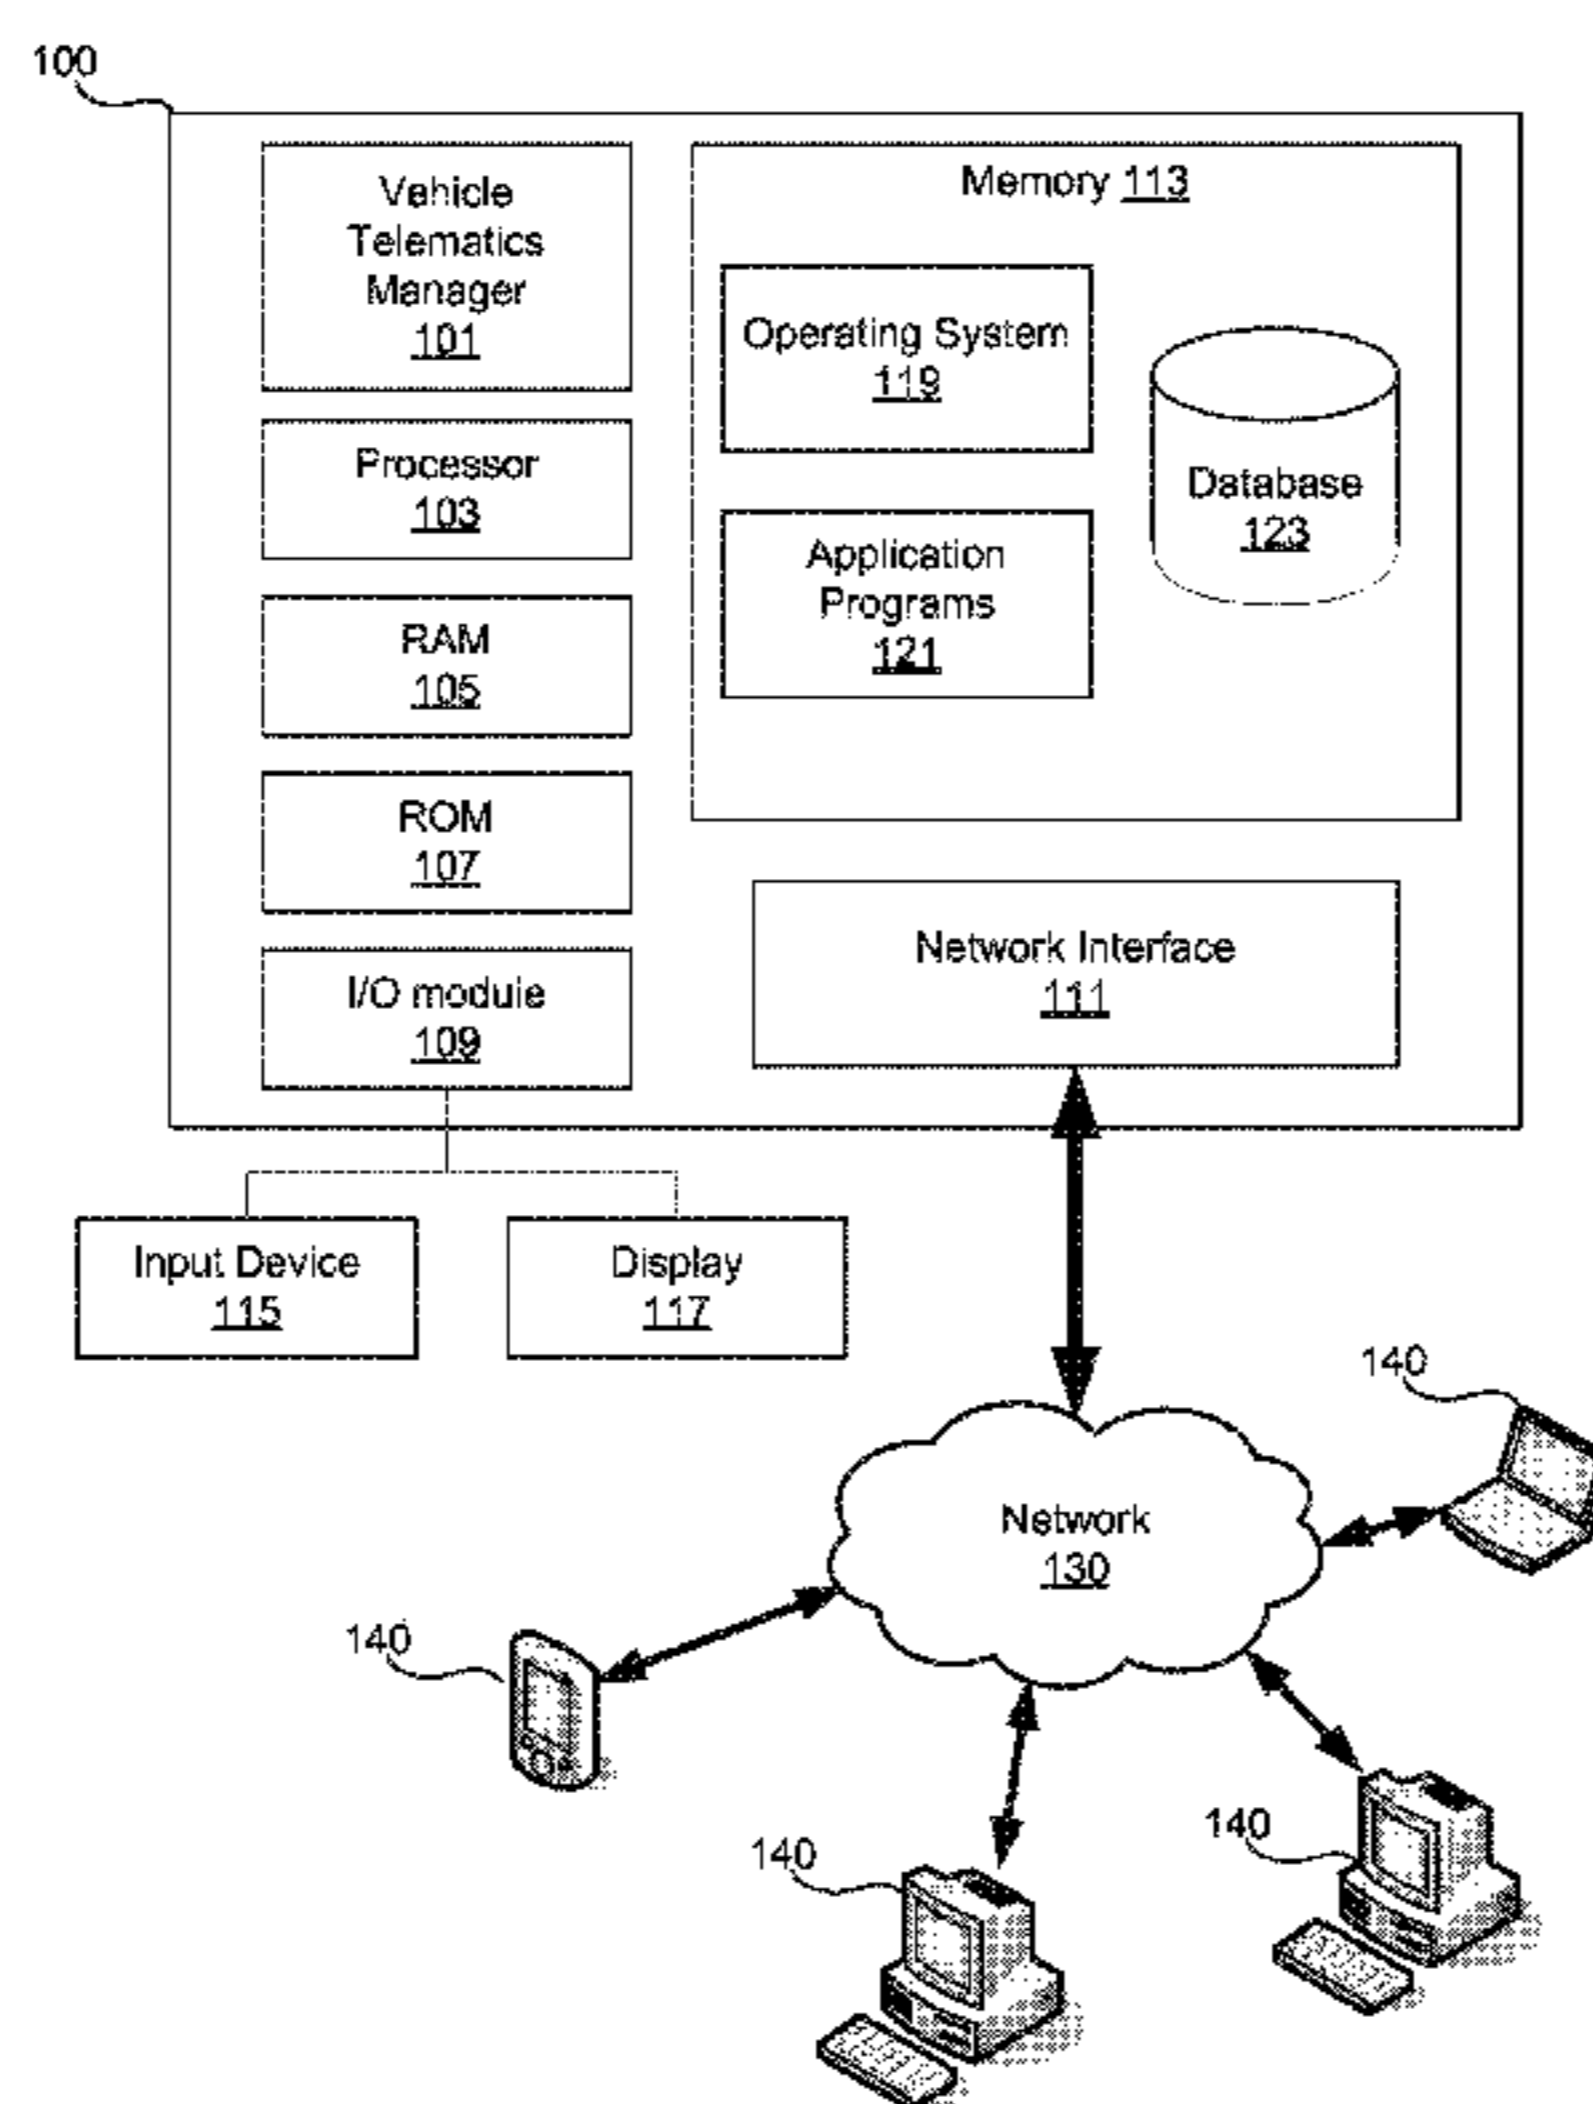 100
Vehicle
Telematics
Manager
101
Processor
103
RAM
105
ROM
107
I/O module
109
Memory 113
Operating System
119
Application
Programs
121
Database
123
Network Interface
111
Input Device
115
Display
117
Network
130
140
140
140
140